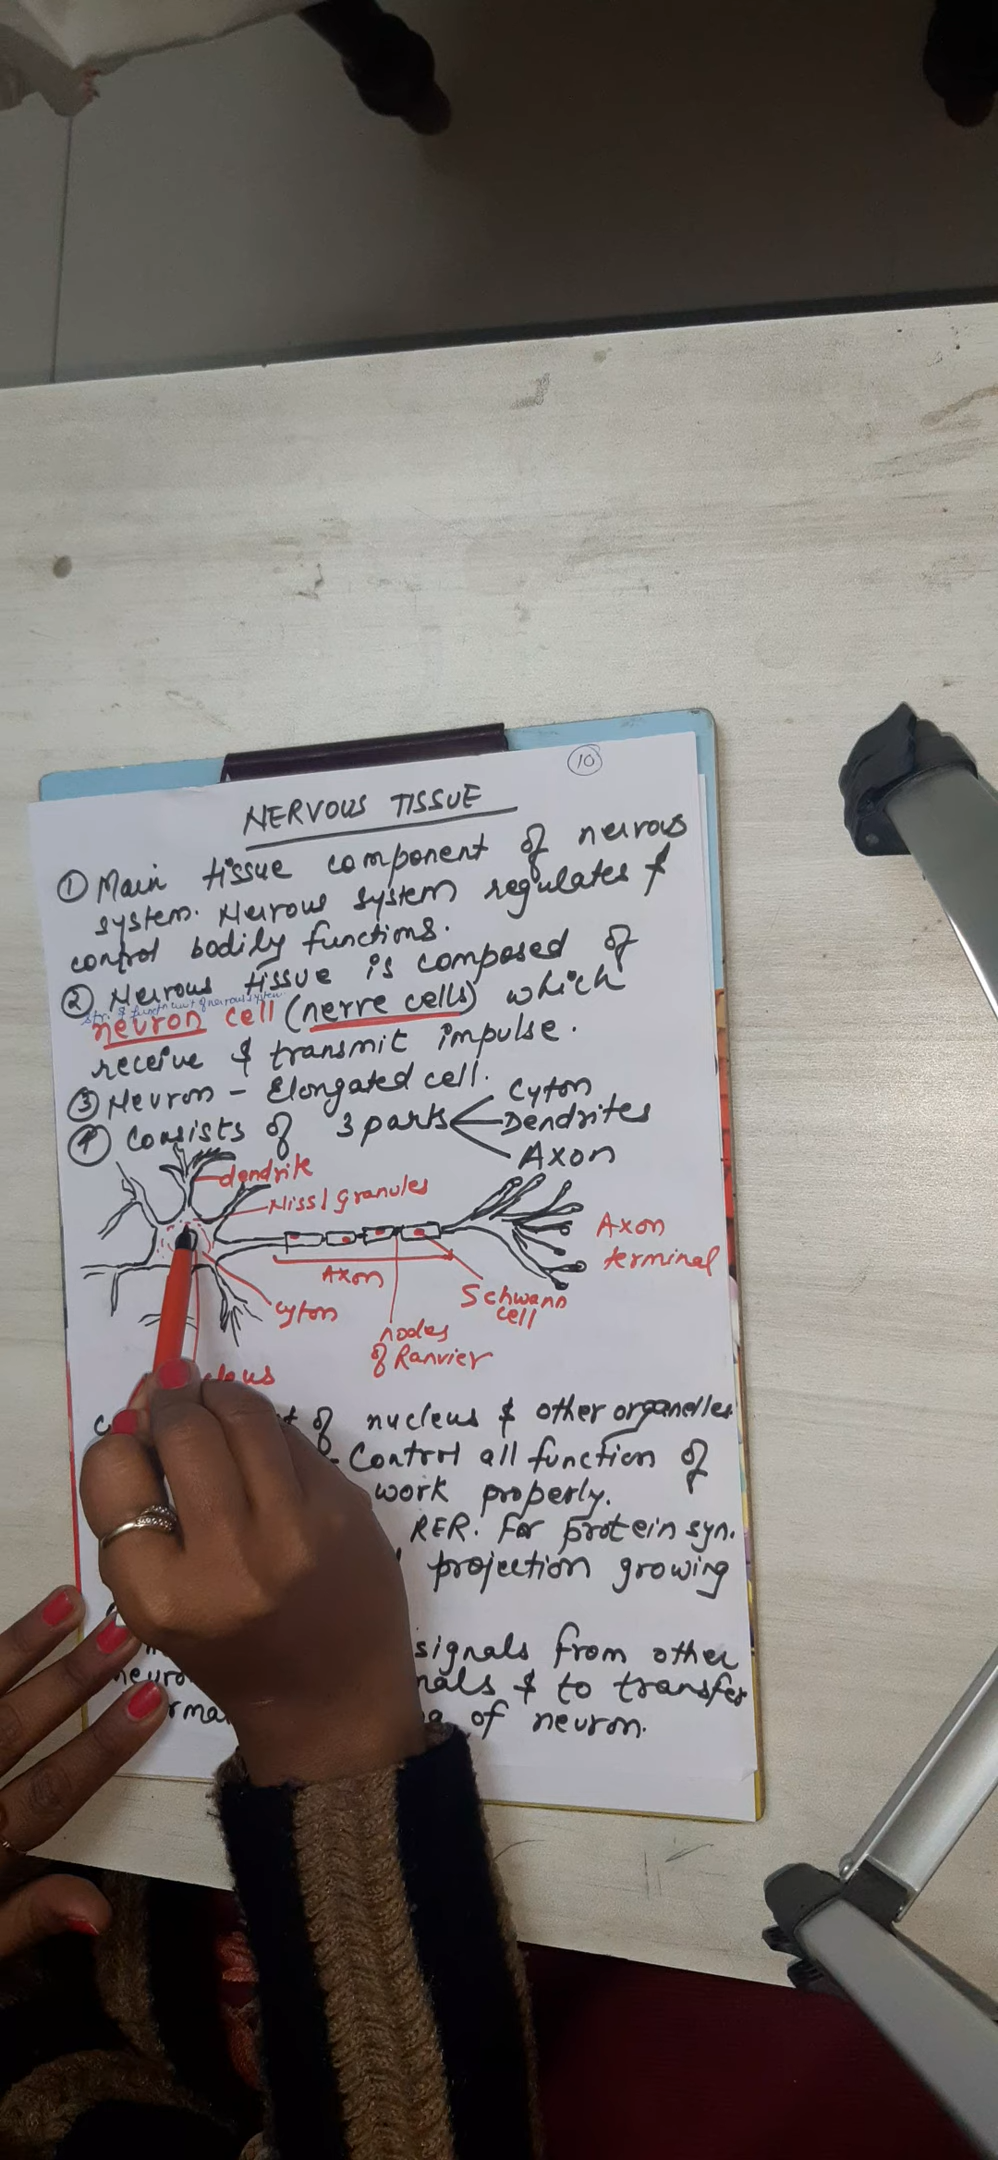 10
NERVOUS TISSUE
① Main tissue component of nervous
system. Nervous system regulates &
control bodily functions.
② Nervous tissue is composed of
neuron cell (nerve cells) which
receive & transmit impulse.
③ Neuron - Elongated cell.
④ Consists of 3 parts
Cyton
Dendrites
Axon
dendrite
Nissl granules
Axon
terminal
Axon
Cyton
Schwann
cell
nodes
of Ranvier
of nucleus & other organelles
Control all function of
work properly.
RER. For protein syn.
projection growing
signals from other
& to transfer
of neuron.